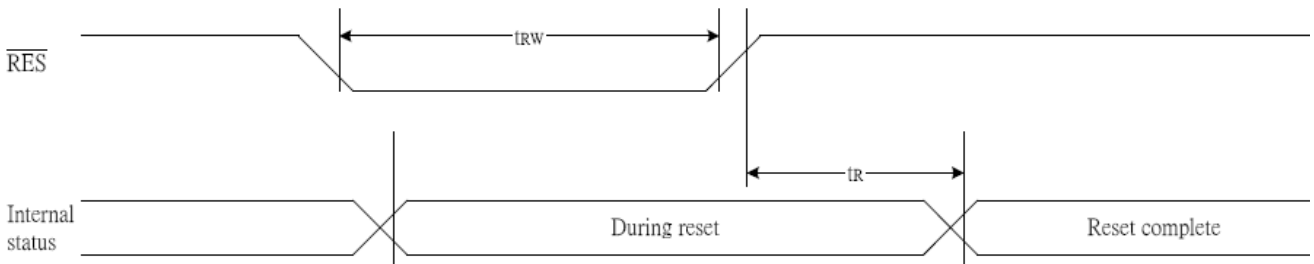 tRW
RES
tR
Internal
status
During reset
Reset complete